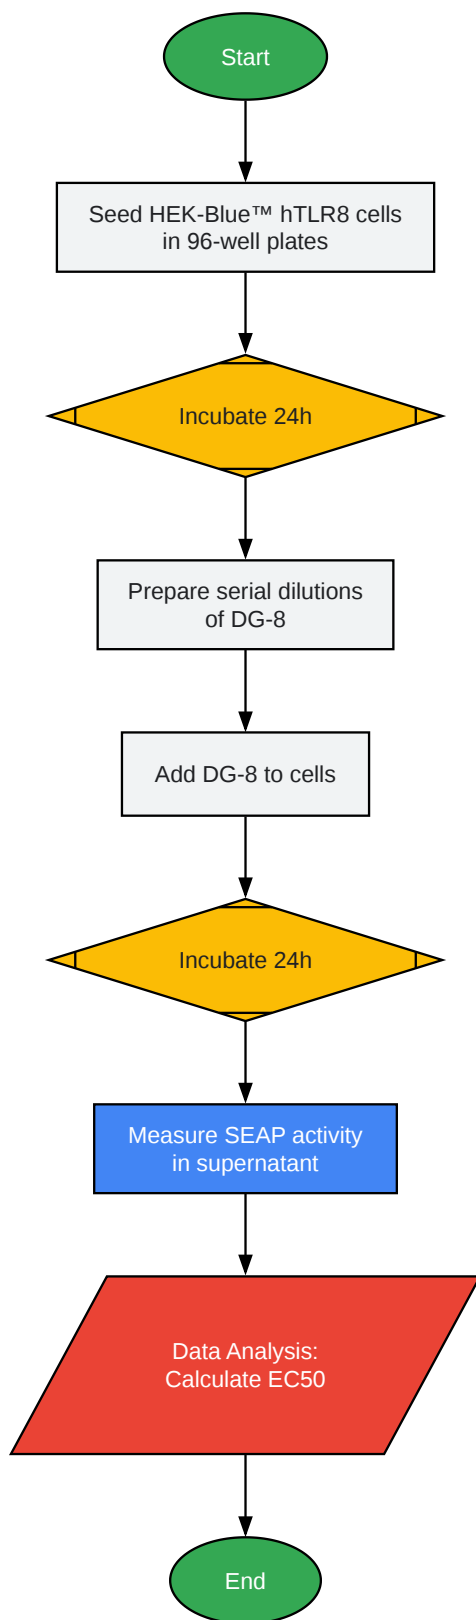 Start
Seed HEK-Blue™ hTLR8 cells
in 96-well plates
Incubate 24h
Prepare serial dilutions
of DG-8
Add DG-8 to cells
Incubate 24h
Measure SEAP activity
in supernatant
Data Analysis:
Calculate EC50
End